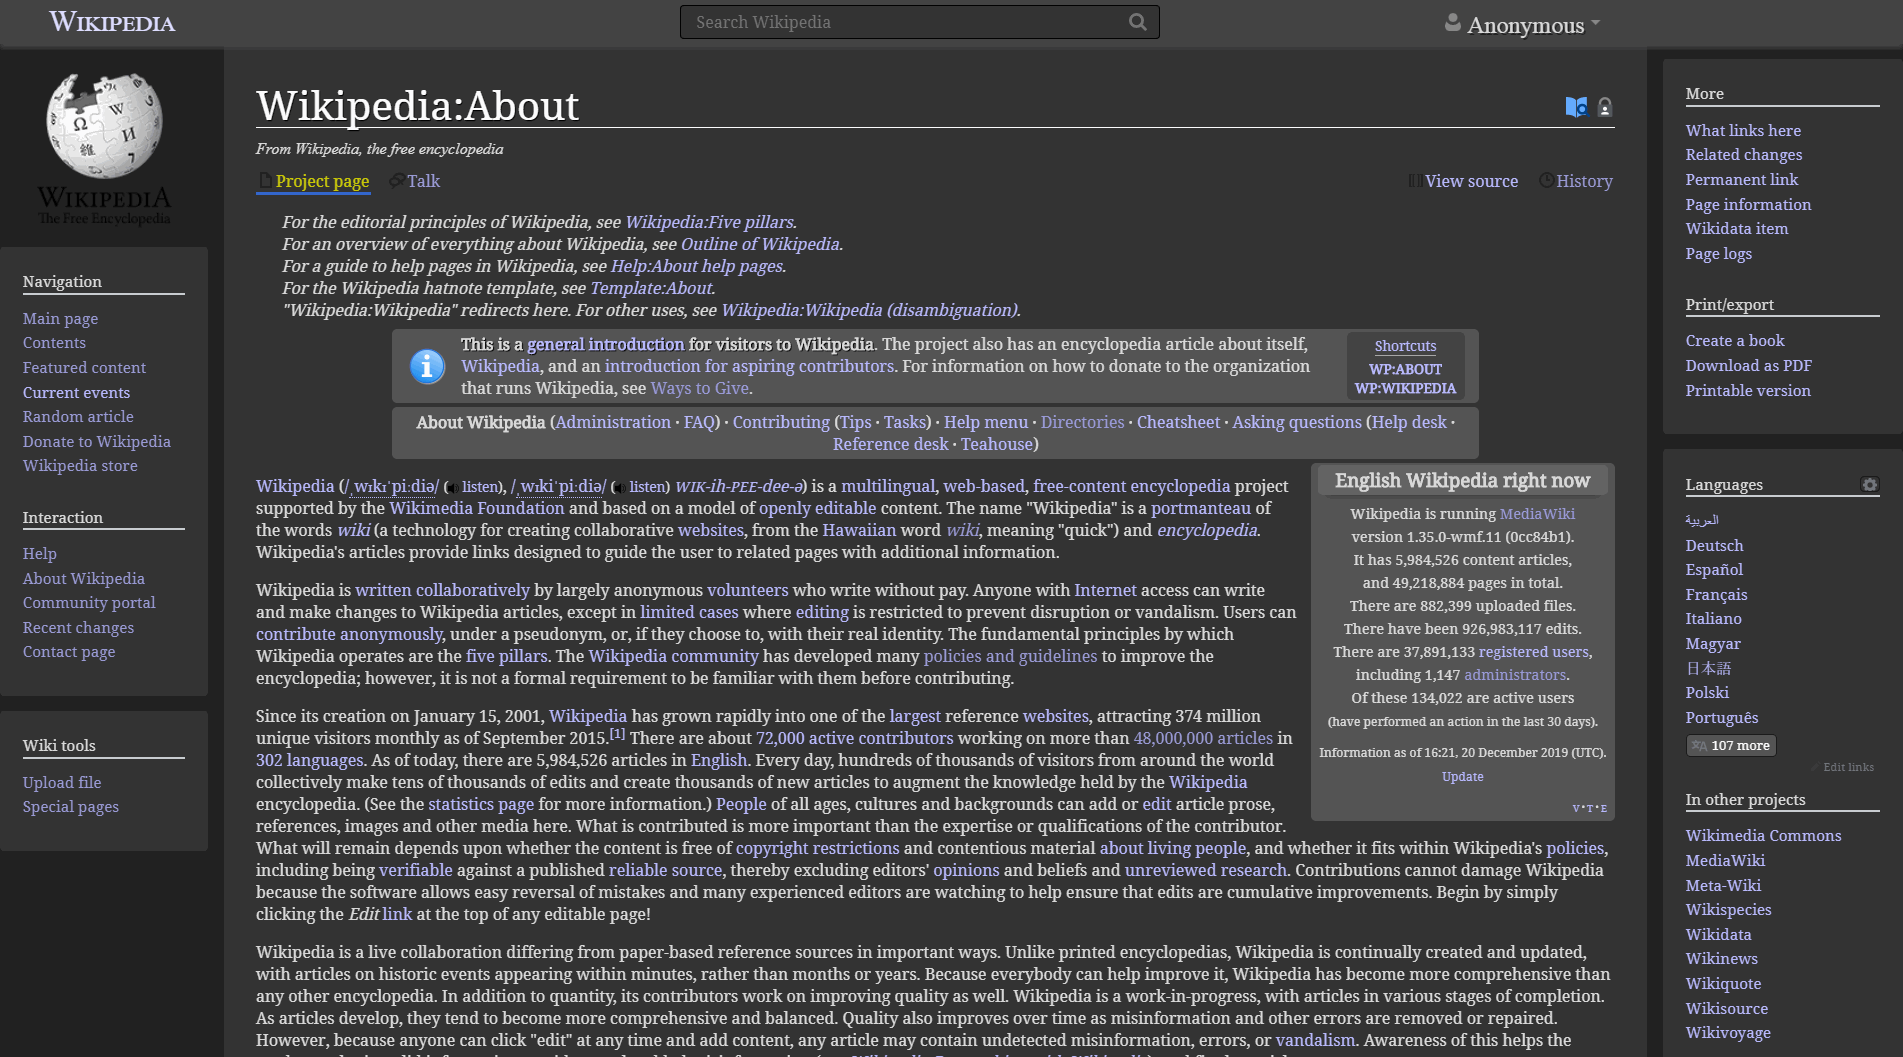 Wikipedia
Search Wikipedia
Anonymous
WIKIPEDIA
The Free Encyclopedia
Navigation
Main page
Contents
Featured content
Current events
Random article
Donate to Wikipedia
Wikipedia store
Interaction
Help
About Wikipedia
Community portal
Recent changes
Contact page
Wiki tools
Upload file
Special pages
Wikipedia:About
From Wikipedia, the free encyclopedia
Project page Talk View source History
For the editorial principles of Wikipedia, see Wikipedia:Five pillars.
For an overview of everything about Wikipedia, see Outline of Wikipedia.
For a guide to help pages in Wikipedia, see Help:About help pages.
For the Wikipedia hatnote template, see Template:About.
"Wikipedia:Wikipedia" redirects here. For other uses, see Wikipedia:Wikipedia (disambiguation).
This is a general introduction for visitors to Wikipedia. The project also has an encyclopedia article about itself,
Wikipedia, and an introduction for aspiring contributors. For information on how to donate to the organization
that runs Wikipedia, see Ways to Give.
Shortcuts
WP:ABOUT
WP:WIKIPEDIA
About Wikipedia (Administration · FAQ) · Contributing (Tips · Tasks) · Help menu · Directories · Cheatsheet · Asking questions (Help desk ·
Reference desk · Teahouse)
Wikipedia (/ˌwɪkɪˈpiːdiə/ (listen), /ˌwɪkiˈpiːdiə/ (listen) WIK-ih-PEE-dee-ə) is a multilingual, web-based, free-content encyclopedia project
supported by the Wikimedia Foundation and based on a model of openly editable content. The name "Wikipedia" is a portmanteau of
the words wiki (a technology for creating collaborative websites, from the Hawaiian word wiki, meaning "quick") and encyclopedia.
Wikipedia's articles provide links designed to guide the user to related pages with additional information.
Wikipedia is written collaboratively by largely anonymous volunteers who write without pay. Anyone with Internet access can write
and make changes to Wikipedia articles, except in limited cases where editing is restricted to prevent disruption or vandalism. Users can
contribute anonymously, under a pseudonym, or, if they choose to, with their real identity. The fundamental principles by which
Wikipedia operates are the five pillars. The Wikipedia community has developed many policies and guidelines to improve the
encyclopedia; however, it is not a formal requirement to be familiar with them before contributing.
Since its creation on January 15, 2001, Wikipedia has grown rapidly into one of the largest reference websites, attracting 374 million
unique visitors monthly as of September 2015.[1] There are about 72,000 active contributors working on more than 48,000,000 articles in
302 languages. As of today, there are 5,984,526 articles in English. Every day, hundreds of thousands of visitors from around the world
collectively make tens of thousands of edits and create thousands of new articles to augment the knowledge held by the Wikipedia
encyclopedia. (See the statistics page for more information.) People of all ages, cultures and backgrounds can add or edit article prose,
references, images and other media here. What is contributed is more important than the expertise or qualifications of the contributor.
What will remain depends upon whether the content is free of copyright restrictions and contentious material about living people, and whether it fits within Wikipedia's policies,
including being verifiable against a published reliable source, thereby excluding editors' opinions and beliefs and unreviewed research. Contributions cannot damage Wikipedia
because the software allows easy reversal of mistakes and many experienced editors are watching to help ensure that edits are cumulative improvements. Begin by simply
clicking the Edit link at the top of any editable page!
Wikipedia is a live collaboration differing from paper-based reference sources in important ways. Unlike printed encyclopedias, Wikipedia is continually created and updated,
with articles on historic events appearing within minutes, rather than months or years. Because everybody can help improve it, Wikipedia has become more comprehensive than
any other encyclopedia. In addition to quantity, its contributors work on improving quality as well. Wikipedia is a work-in-progress, with articles in various stages of completion.
As articles develop, they tend to become more comprehensive and balanced. Quality also improves over time as misinformation and other errors are removed or repaired.
However, because anyone can click "edit" at any time and add content, any article may contain undetected misinformation, errors, or vandalism. Awareness of this helps the
English Wikipedia right now
Wikipedia is running MediaWiki
version 1.35.0-wmf.11 (0cc84b1).
It has 5,984,526 content articles,
and 49,218,884 pages in total.
There are 882,399 uploaded files.
There have been 926,983,117 edits.
There are 37,891,133 registered users,
including 1,147 administrators.
Of these 134,022 are active users
(have performed an action in the last 30 days).
Information as of 16:21, 20 December 2019 (UTC).
Update
V·T·E
More
What links here
Related changes
Permanent link
Page information
Wikidata item
Page logs
Print/export
Create a book
Download as PDF
Printable version
Languages
العربية
Deutsch
Español
Français
Italiano
Magyar
日本語
Polski
Português
107 more
Edit links
In other projects
Wikimedia Commons
MediaWiki
Meta-Wiki
Wikispecies
Wikidata
Wikinews
Wikiquote
Wikisource
Wikivoyage